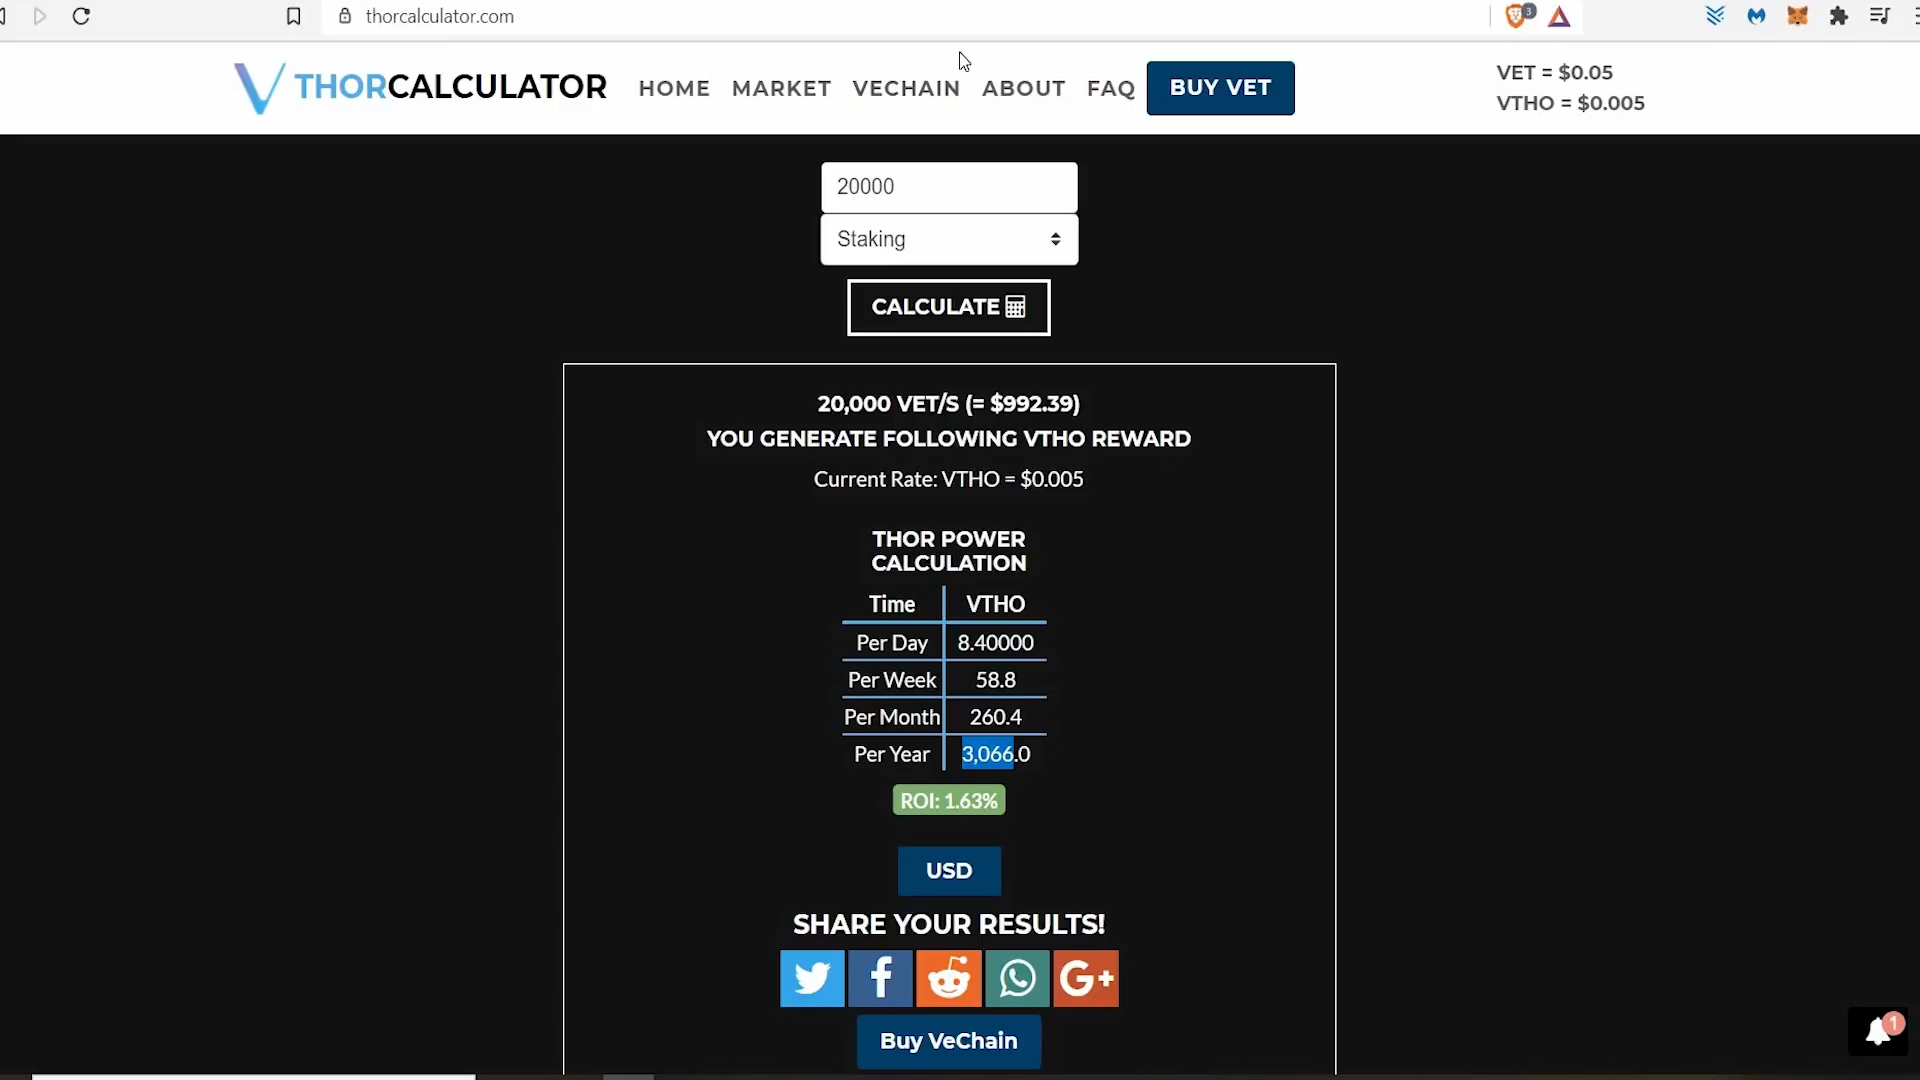 thorcalculator.com
3
THORCALCULATOR
HOME
MARKET
VECHAIN
ABOUT
FAQ
BUY VET
VET = $0.05
VTHO = $0.005
20000
Staking
CALCULATE
20,000 VET/S (= $992.39)
YOU GENERATE FOLLOWING VTHO REWARD
Current Rate: VTHO = $0.005
THOR POWER
CALCULATION
Time VTHO
Per Day 8.40000
Per Week 58.8
Per Month 260.4
Per Year 3,066.0
ROI: 1.63%
USD
SHARE YOUR RESULTS!
G+
Buy VeChain
1